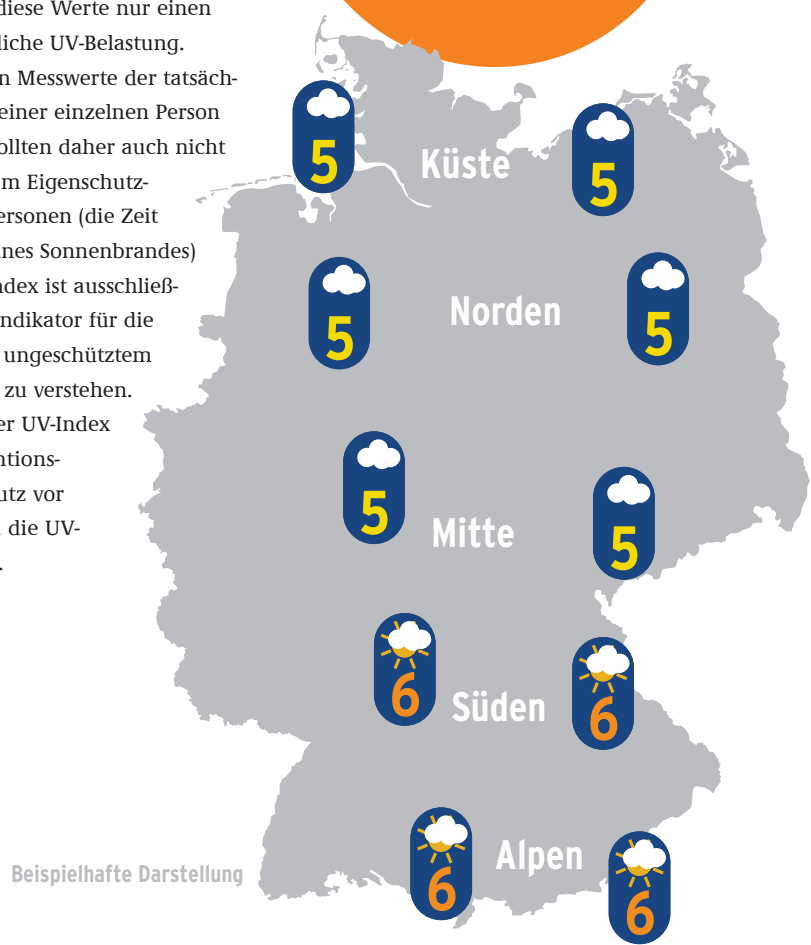 diese Werte nur einen
liche UV-Belastung.
n Messwerte der tatsäch-
einer einzelnen Person
ollten daher auch nicht
m Eigenschutz-
ersonen (die Zeit
nes Sonnenbrandes)
ndex ist ausschließ-
ndikator für die
ungeschütztem
zu verstehen.
er UV-Index
ntions-
utz vor
die UV-
.
5
5
Küste
5
5
Norden
5
5
Mitte
6
6
Süden
6
6
Alpen
Beispielhafte Darstellung